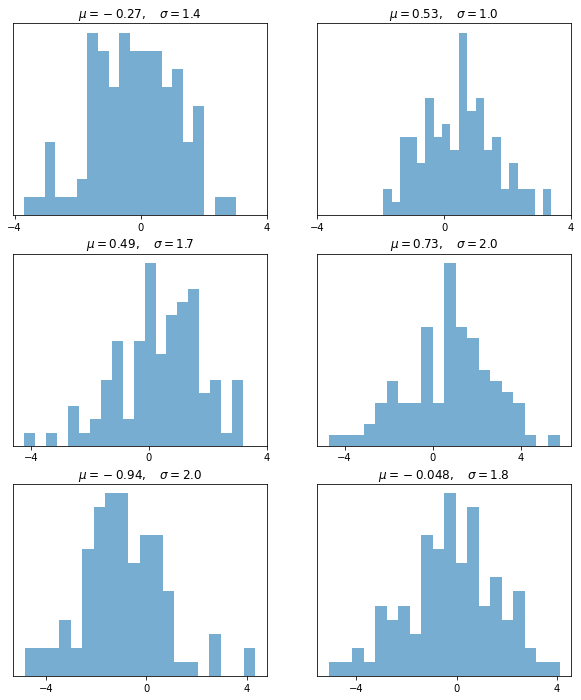 μ = −0.27, σ = 1.4
μ = 0.53, σ = 1.0
−4 0 4
−4 0 4
μ = 0.49, σ = 1.7
μ = 0.73, σ = 2.0
−4 0 4
−4 0 4
μ = −0.94, σ = 2.0
μ = −0.048, σ = 1.8
−4 0 4
−4 0 4